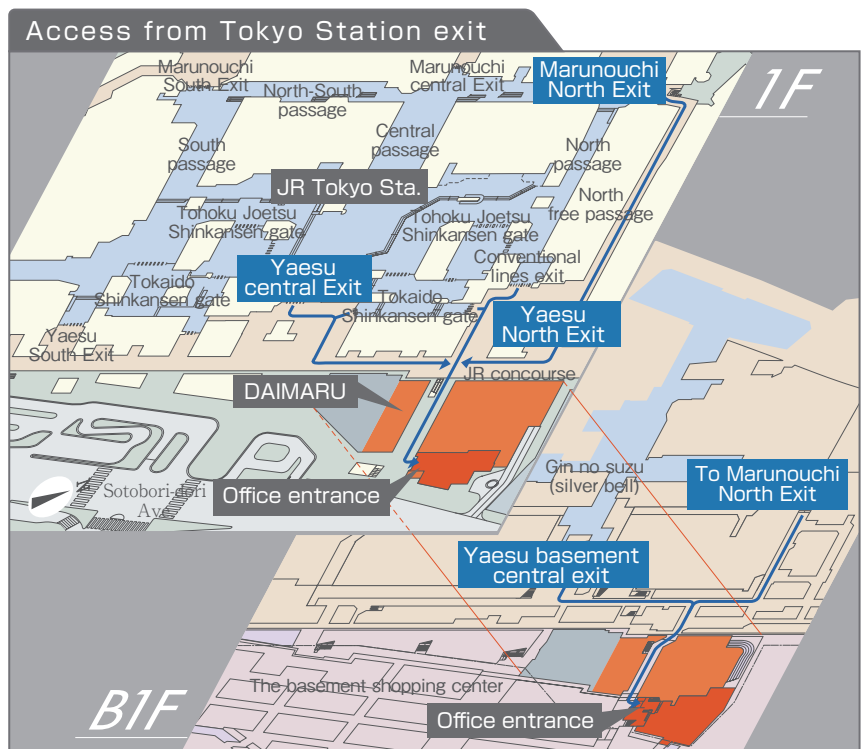 Access from Tokyo Station exit
1F
Marunouchi
South Exit
North-South
passage
Marunouchi
central Exit
Marunouchi
North Exit
South
passage
Central
passage
North
passage
JR Tokyo Sta.
North
free passage
Tohoku Joetsu
Shinkansen gate
Tohoku Joetsu
Shinkansen gate
Conventional
lines exit
Yaesu
central Exit
Tokaido
Shinkansen gate
Tokaido
Shinkansen gate
Yaesu
North Exit
Yaesu
South Exit
JR concourse
DAIMARU
Office entrance
Sotobori-dori
Ave
Gin no suzu
(silver bell)
To Marunouchi
North Exit
Yaesu basement
central exit
The basement shopping center
Office entrance
B1F